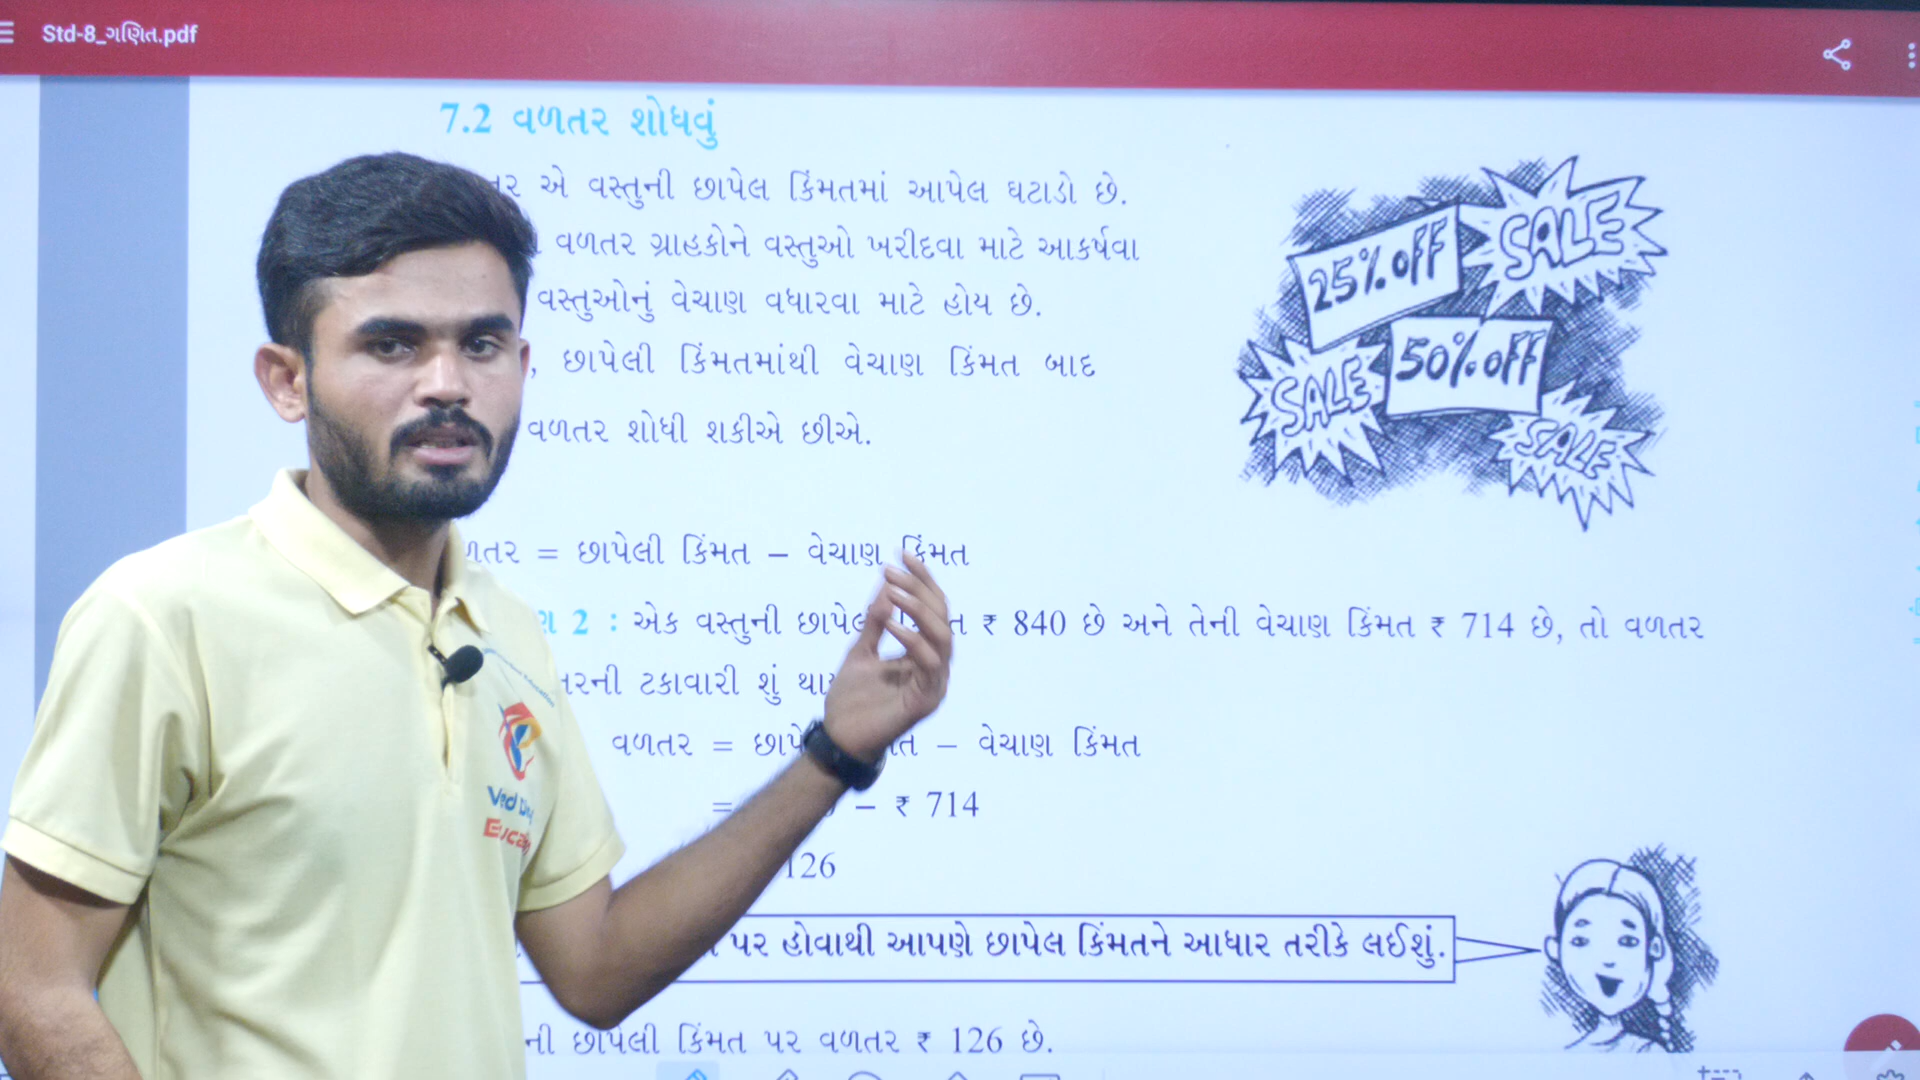 Std-8_ગણિત.pdf
7.2 વળતર શોધવું
એ વસ્તુની છાપેલ કિંમતમાં આપેલ ઘટાડો છે.
વળતર ગ્રાહકોને વસ્તુઓ ખરીદવા માટે આકર્ષવા
વસ્તુઓનું વેચાણ વધારવા માટે હોય છે.
, છાપેલી કિંમતમાંથી વેચાણ કિંમત બાદ
વળતર શોધી શકીએ છીએ.
25% OFF
SALE
50% OFF
SALE
SALE
= છાપેલી કિંમત – વેચાણ કિંમત
2 : એક વસ્તુની ₹ 840 છે અને તેની વેચાણ કિંમત ₹ 714 છે, તો વળતર
ટકાવારી શું
વળતર = – વેચાણ કિંમત
= – ₹ 714
126
પર હોવાથી આપણે છાપેલ કિંમતને આધાર તરીકે લઈશું.
છાપેલી કિંમત પર વળતર ₹ 126 છે.